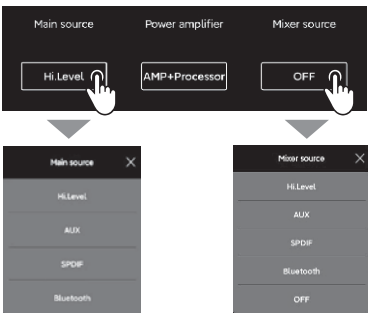 Main source Power amplifier Mixer source
Hi.Level AMP+Processor OFF
Main source
Hi.Level
AUX
SPDIF
Bluetooth
Mixer source
Hi.Level
AUX
SPDIF
Bluetooth
OFF